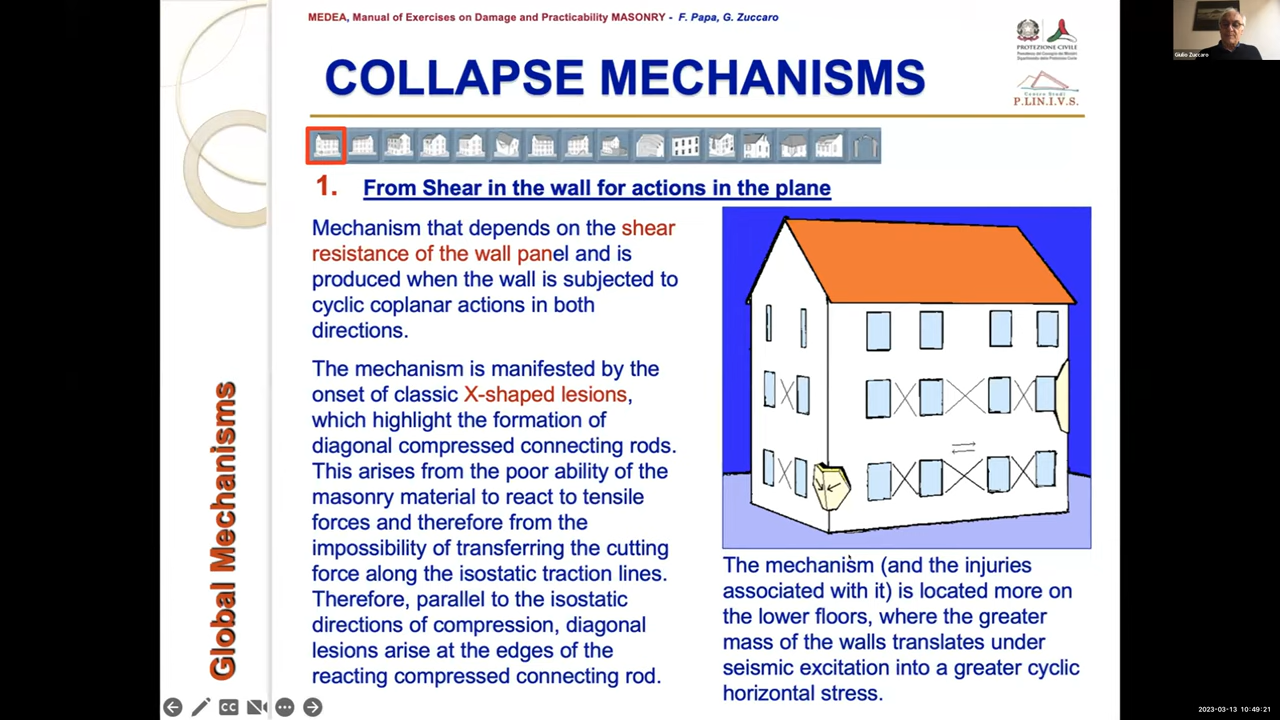 MEDEA, Manual of Exercises on Damage and Practicability MASONRY - F. Papa, G. Zuccaro
Giulio Zuccaro
PROTEZIONE CIVILE
COLLAPSE MECHANISMS
Centro Studi
P.LIN.I.V.S.
1. From Shear in the wall for actions in the plane
Mechanism that depends on the shear
resistance of the wall panel and is
produced when the wall is subjected to
cyclic coplanar actions in both
directions.
The mechanism is manifested by the
onset of classic X-shaped lesions,
which highlight the formation of
diagonal compressed connecting rods.
This arises from the poor ability of the
masonry material to react to tensile
forces and therefore from the
impossibility of transferring the cutting
force along the isostatic traction lines.
Therefore, parallel to the isostatic
directions of compression, diagonal
lesions arise at the edges of the
reacting compressed connecting rod.
Global Mechanisms
The mechanism (and the injuries
associated with it) is located more on
the lower floors, where the greater
mass of the walls translates under
seismic excitation into a greater cyclic
horizontal stress.
CC
2023-03-13 10:49:21